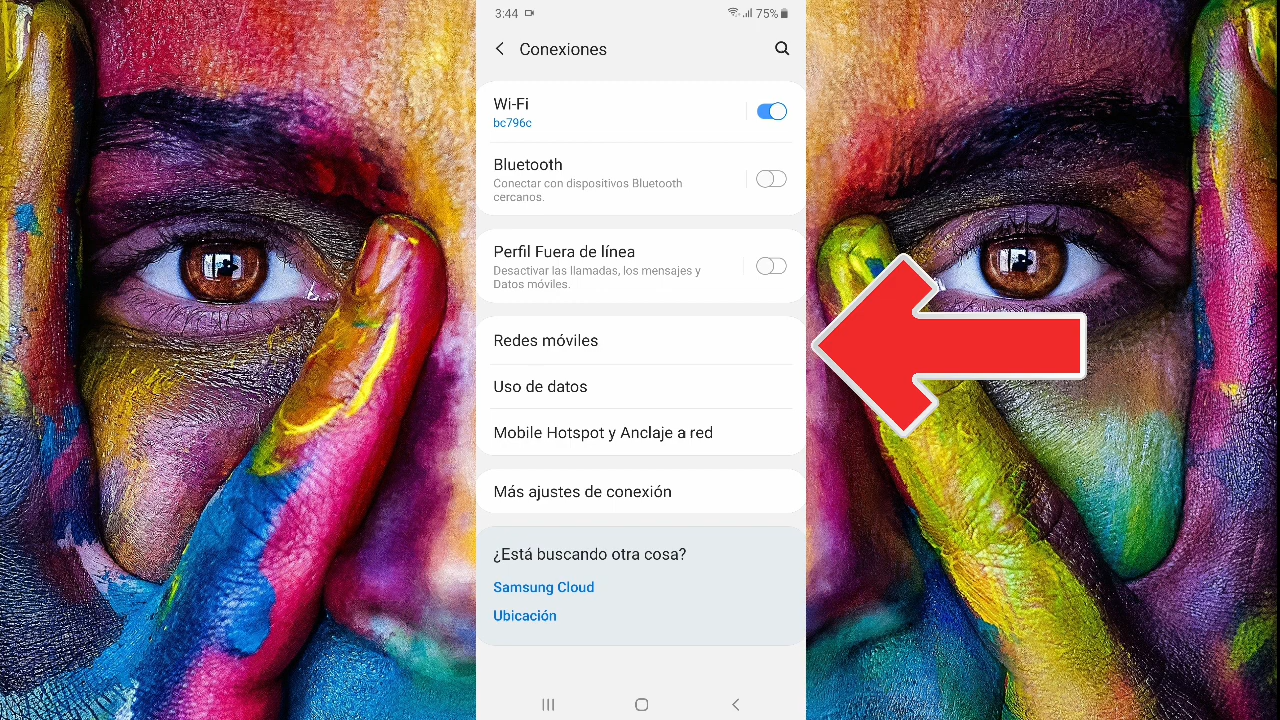 3:44 75%
Conexiones
Wi-Fi
bc796c
Bluetooth
Conectar con dispositivos Bluetooth
cercanos.
Perfil Fuera de línea
Desactivar las llamadas, los mensajes y
Datos móviles.
Redes móviles
Uso de datos
Mobile Hotspot y Anclaje a red
Más ajustes de conexión
¿Está buscando otra cosa?
Samsung Cloud
Ubicación